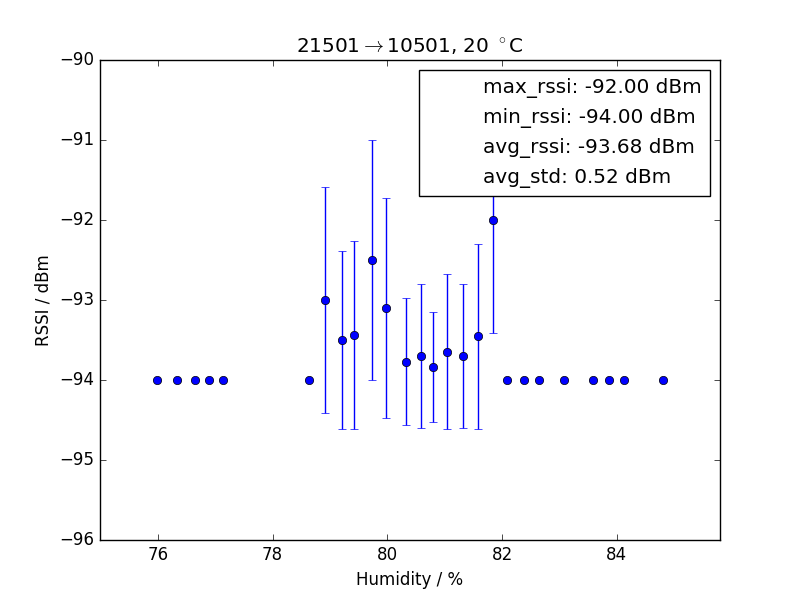 21501→10501, 20 °C
max_rssi: -92.00 dBm
min_rssi: -94.00 dBm
avg_rssi: -93.68 dBm
avg_std: 0.52 dBm
−90
−91
−92
−93
−94
−95
−96
RSSI / dBm
76 78 80 82 84
Humidity / %